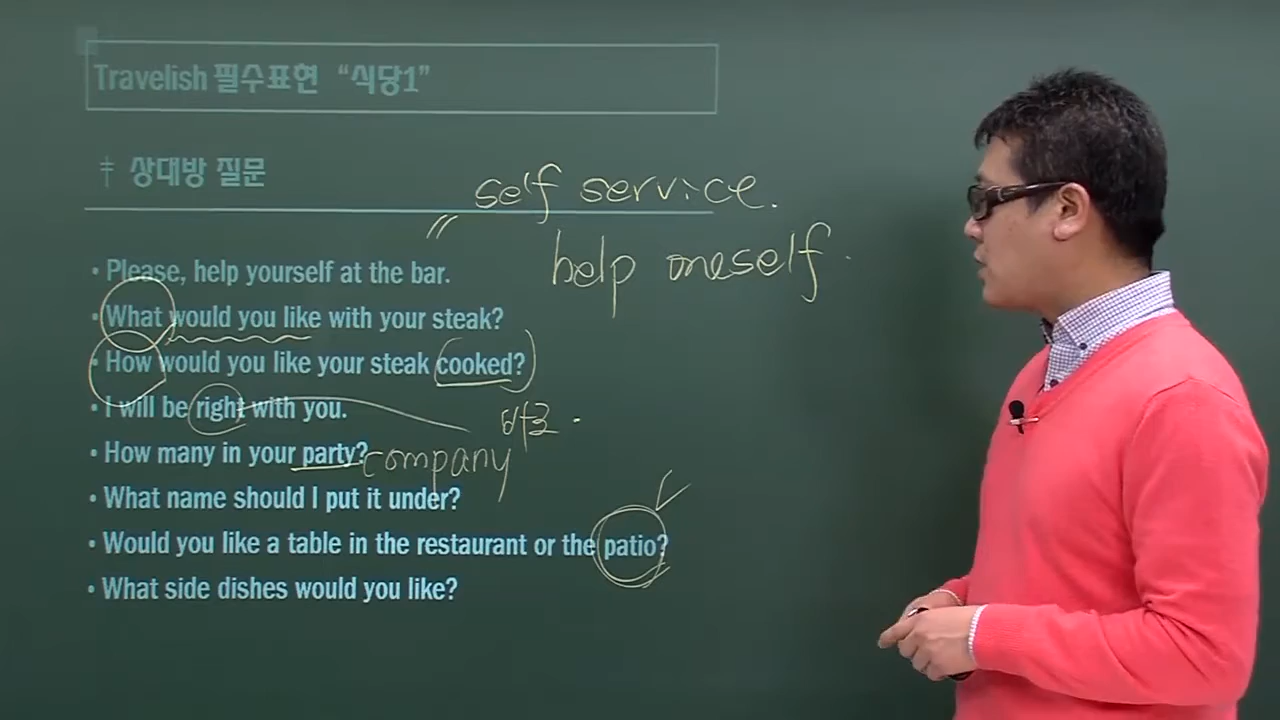 Travelish 필수표현 “식당1”
‡ 상대방 질문
self service.
help oneself.
• Please, help yourself at the bar.
• What would you like with your steak?
• How would you like your steak cooked?
• I will be right with you.
바로
• How many in your party?
company
• What name should I put it under?
• Would you like a table in the restaurant or the patio?
• What side dishes would you like?